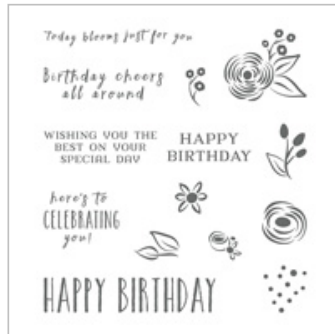 Today blooms just for you
Birthday cheers
all around
WISHING YOU THE
BEST ON YOUR
SPECIAL DAY
HAPPY
BIRTHDAY
here's to
CELEBRATING
you!
HAPPY BIRTHDAY